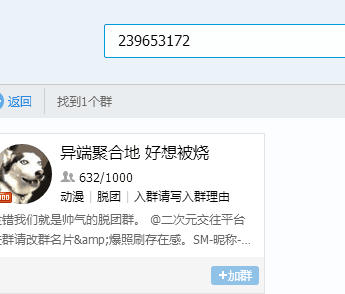 239653172
返回 找到1个群
异端聚合地 好想被烧
632/1000
动漫 | 脱团 | 入群请写入群理由
错我们就是帅气的脱团群。 @二次元交往平台
群请改群名片&amp;爆照刷存在感。SM-昵称-...
+加群